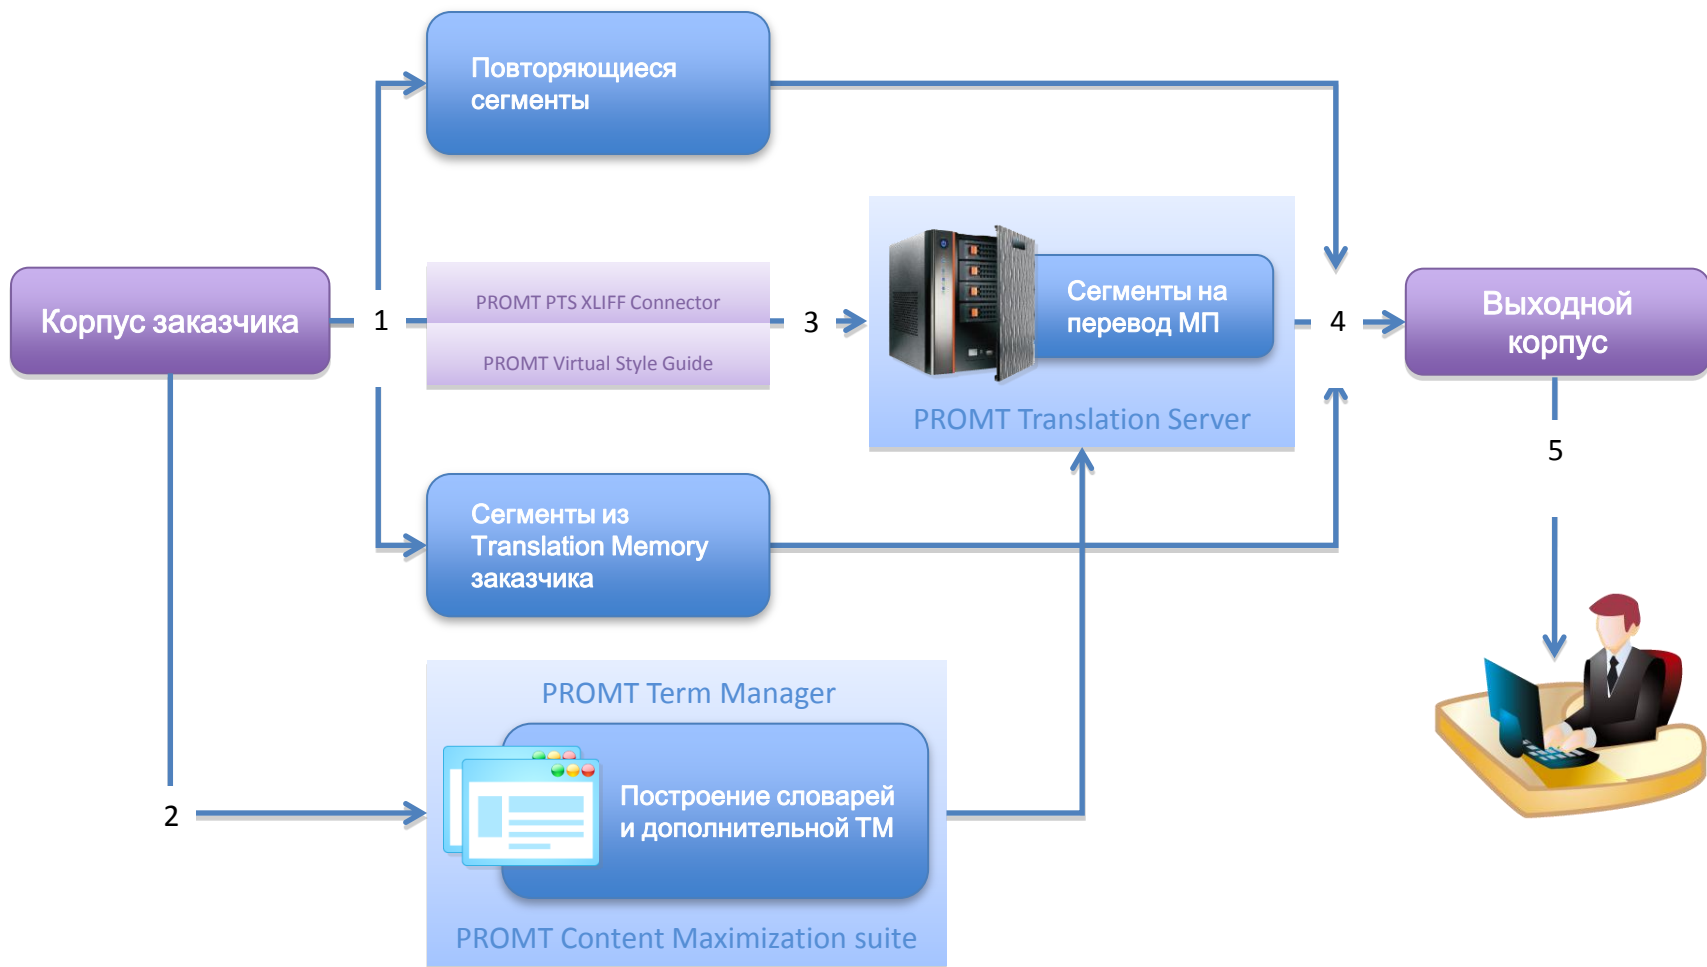 Повторяющиеся
сегменты
Корпус заказчика
1
PROMT PTS XLIFF Connector
PROMT Virtual Style Guide
3
Сегменты на
перевод МП
PROMT Translation Server
4
Выходной
корпус
5
Сегменты из
Translation Memory
заказчика
2
PROMT Term Manager
Построение словарей
и дополнительной ТМ
PROMT Content Maximization suite